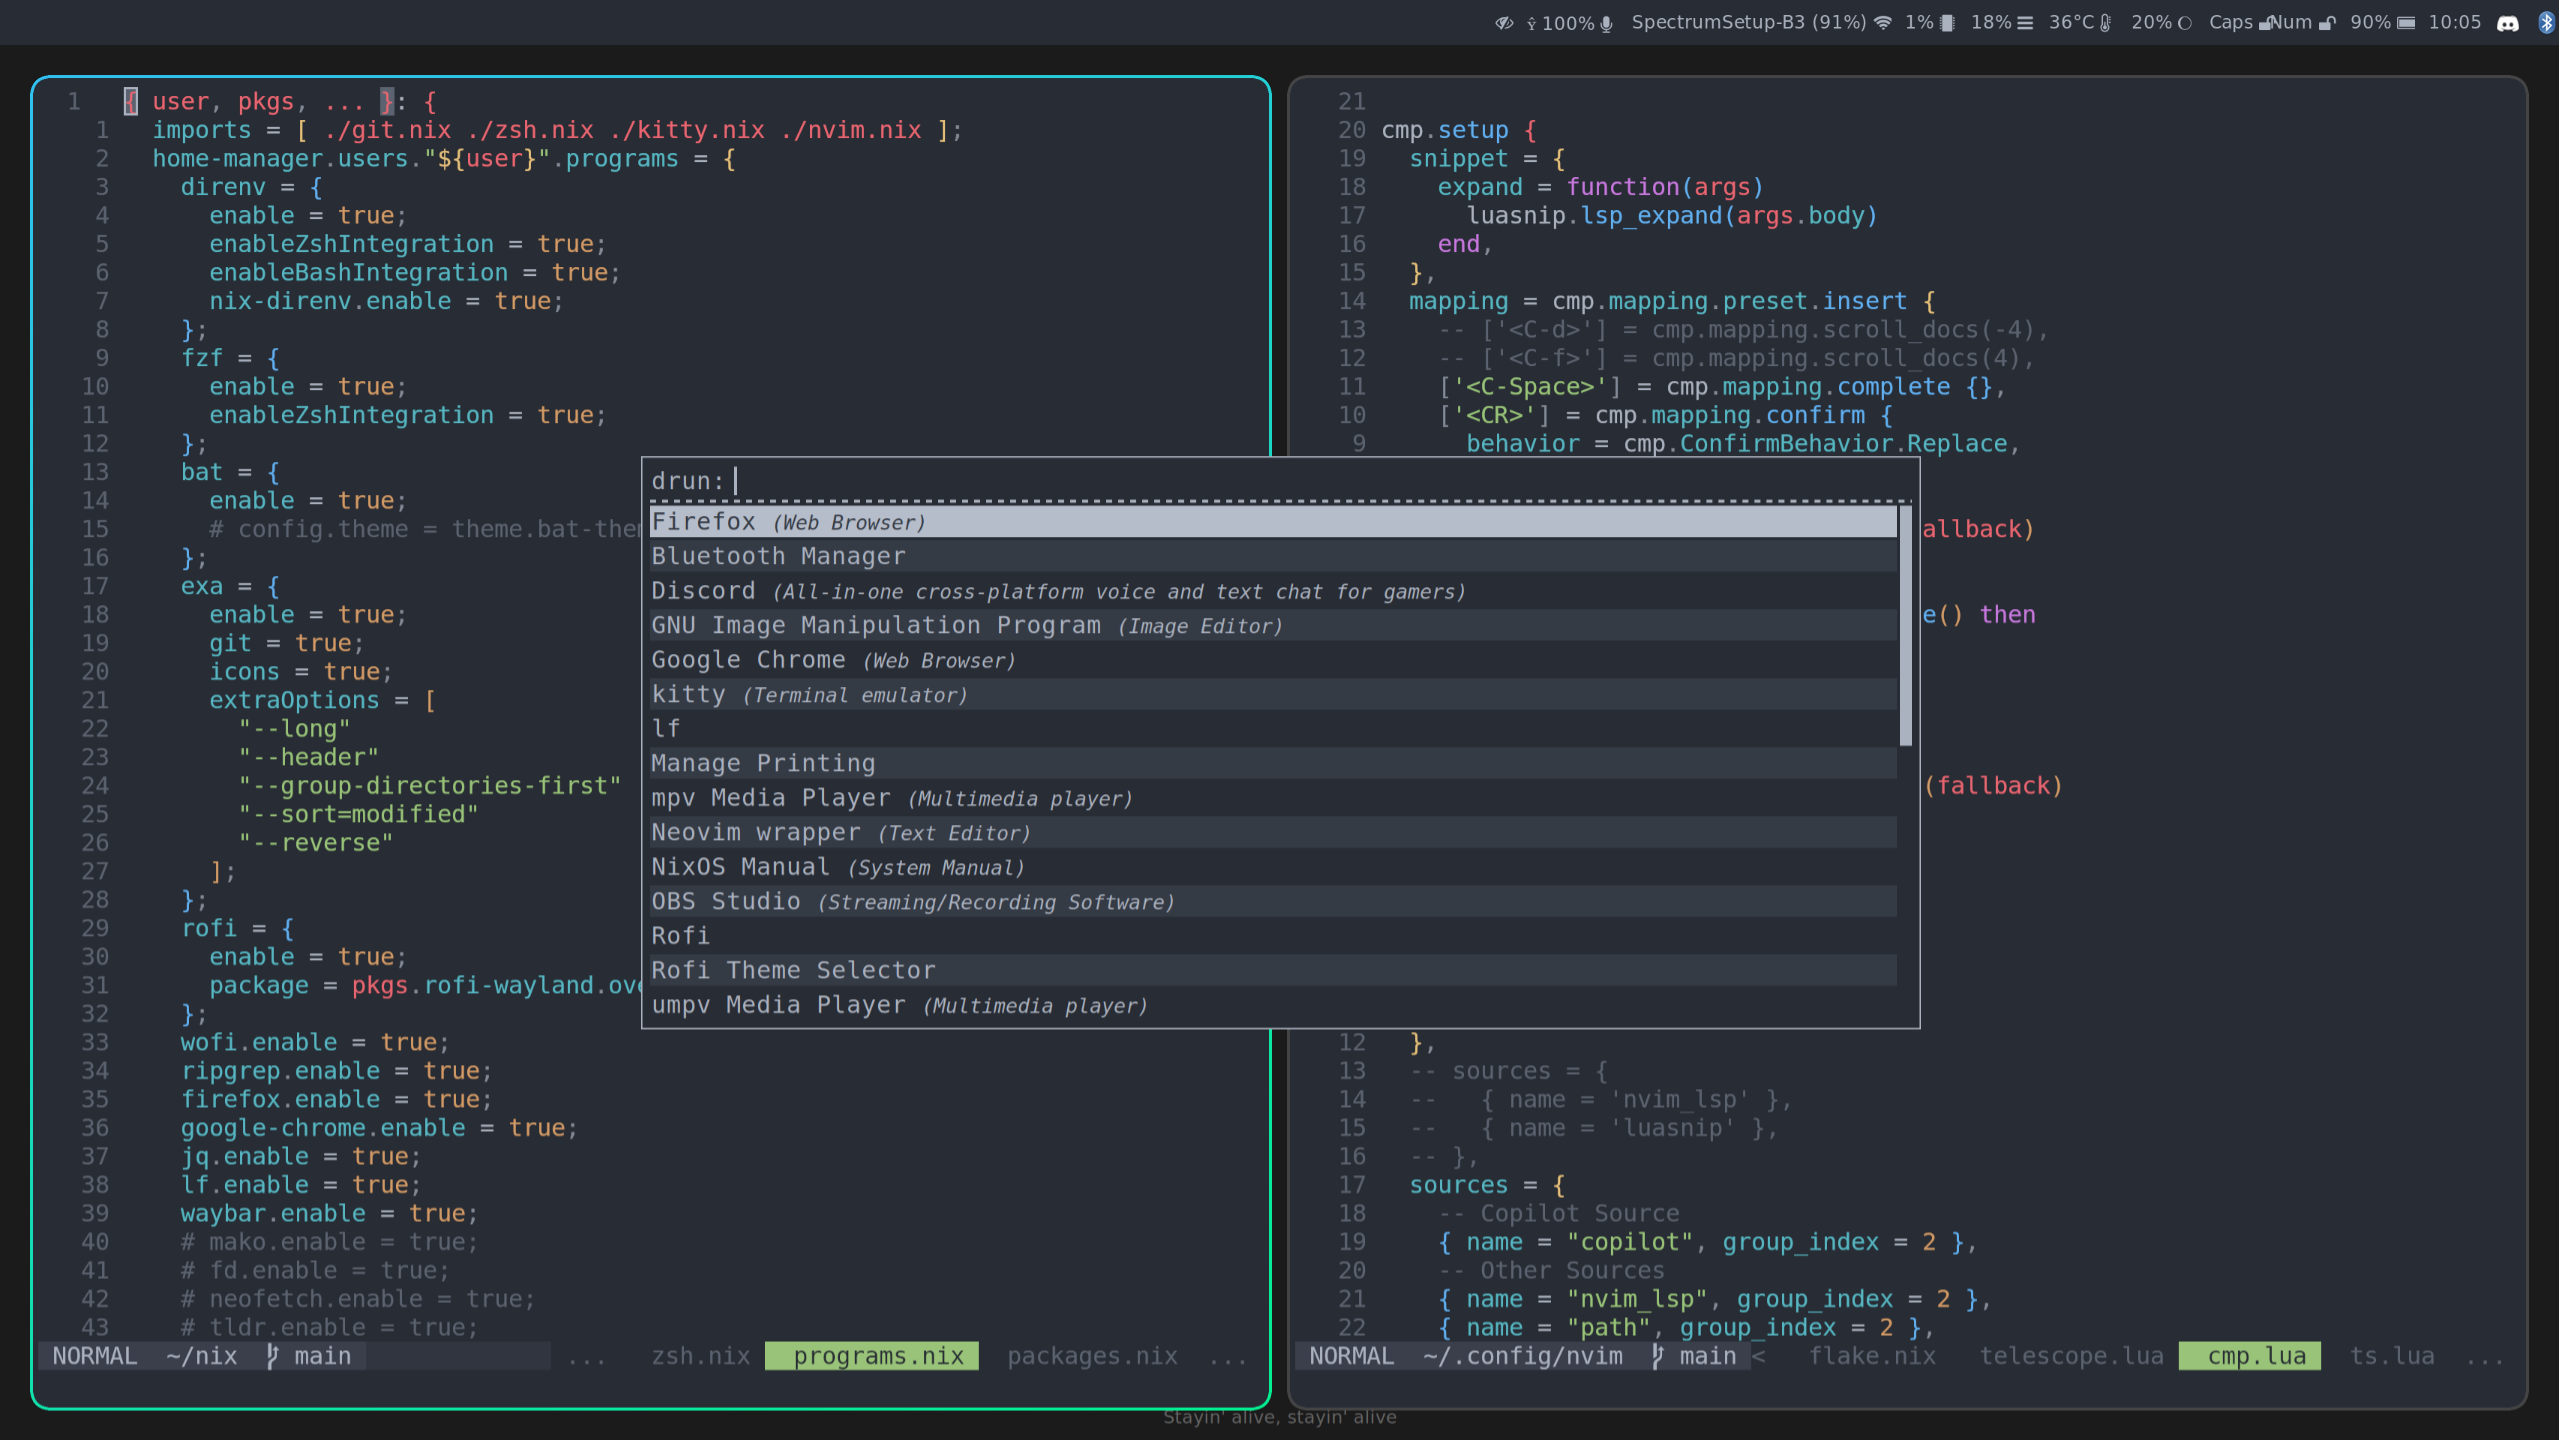 100% SpectrumSetup-B3 (91%) 1% 18% 36°C 20% Caps Num 90% 10:05
1 { user, pkgs, ... }: {
1 imports = [ ./git.nix ./zsh.nix ./kitty.nix ./nvim.nix ];
2 home-manager.users."${user}".programs = {
3 direnv = {
4 enable = true;
5 enableZshIntegration = true;
6 enableBashIntegration = true;
7 nix-direnv.enable = true;
8 };
9 fzf = {
10 enable = true;
11 enableZshIntegration = true;
12 };
13 bat = {
14 enable = true;
15 # config.theme = theme.bat-the
16 };
17 exa = {
18 enable = true;
19 git = true;
20 icons = true;
21 extraOptions = [
22 "--long"
23 "--header"
24 "--group-directories-first"
25 "--sort=modified"
26 "--reverse"
27 ];
28 };
29 rofi = {
30 enable = true;
31 package = pkgs.rofi-wayland.ov
32 };
33 wofi.enable = true;
34 ripgrep.enable = true;
35 firefox.enable = true;
36 google-chrome.enable = true;
37 jq.enable = true;
38 lf.enable = true;
39 waybar.enable = true;
40 # mako.enable = true;
41 # fd.enable = true;
42 # neofetch.enable = true;
43 # tldr.enable = true;
NORMAL ~/nix main ... zsh.nix programs.nix packages.nix ...
drun:
Firefox (Web Browser)
Bluetooth Manager
Discord (All-in-one cross-platform voice and text chat for gamers)
GNU Image Manipulation Program (Image Editor)
Google Chrome (Web Browser)
kitty (Terminal emulator)
lf
Manage Printing
mpv Media Player (Multimedia player)
Neovim wrapper (Text Editor)
NixOS Manual (System Manual)
OBS Studio (Streaming/Recording Software)
Rofi
Rofi Theme Selector
umpv Media Player (Multimedia player)
21
20 cmp.setup {
19 snippet = {
18 expand = function(args)
17 luasnip.lsp_expand(args.body)
16 end,
15 },
14 mapping = cmp.mapping.preset.insert {
13 -- ['<C-d>'] = cmp.mapping.scroll_docs(-4),
12 -- ['<C-f>'] = cmp.mapping.scroll_docs(4),
11 ['<C-Space>'] = cmp.mapping.complete {},
10 ['<CR>'] = cmp.mapping.confirm {
9 behavior = cmp.ConfirmBehavior.Replace,
allback)
e() then
(fallback)
12 },
13 -- sources = {
14 -- { name = 'nvim_lsp' },
15 -- { name = 'luasnip' },
16 -- },
17 sources = {
18 -- Copilot Source
19 { name = "copilot", group_index = 2 },
20 -- Other Sources
21 { name = "nvim_lsp", group_index = 2 },
22 { name = "path", group_index = 2 },
NORMAL ~/.config/nvim main < flake.nix telescope.lua cmp.lua ts.lua ...
Stayin' alive, stayin' alive